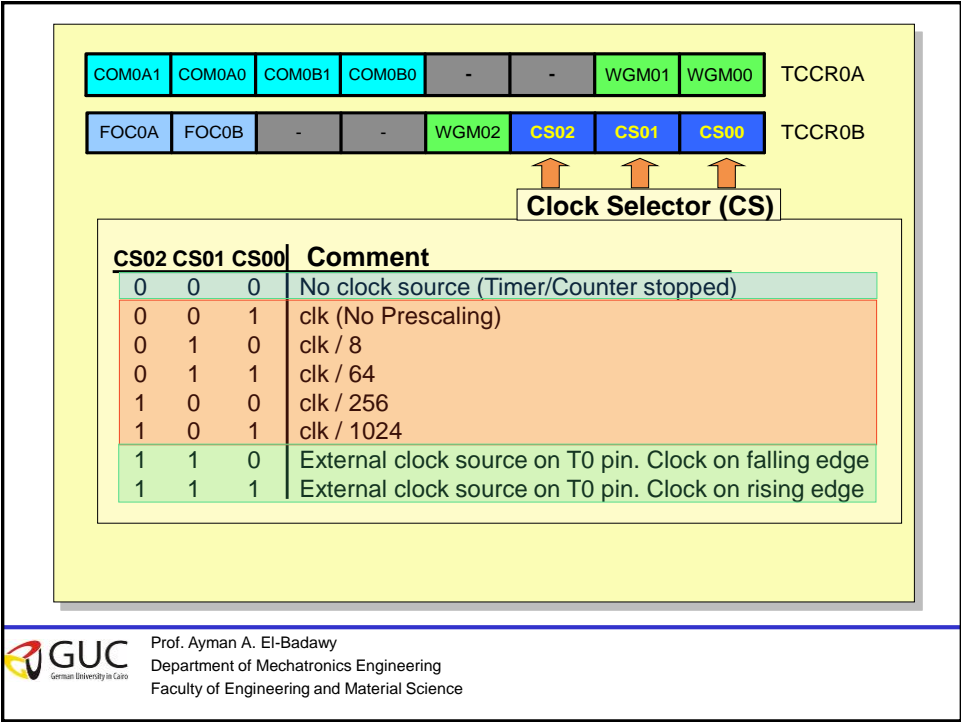 COM0A1 COM0A0 COM0B1 COM0B0 - - WGM01 WGM00 TCCR0A
FOC0A FOC0B - - WGM02 CS02 CS01 CS00 TCCR0B
Clock Selector (CS)
CS02 CS01 CS00 Comment
0 0 0 No clock source (Timer/Counter stopped)
0 0 1 clk (No Prescaling)
0 1 0 clk / 8
0 1 1 clk / 64
1 0 0 clk / 256
1 0 1 clk / 1024
1 1 0 External clock source on T0 pin. Clock on falling edge
1 1 1 External clock source on T0 pin. Clock on rising edge
GUC
German University in Cairo
Prof. Ayman A. El-Badawy
Department of Mechatronics Engineering
Faculty of Engineering and Material Science